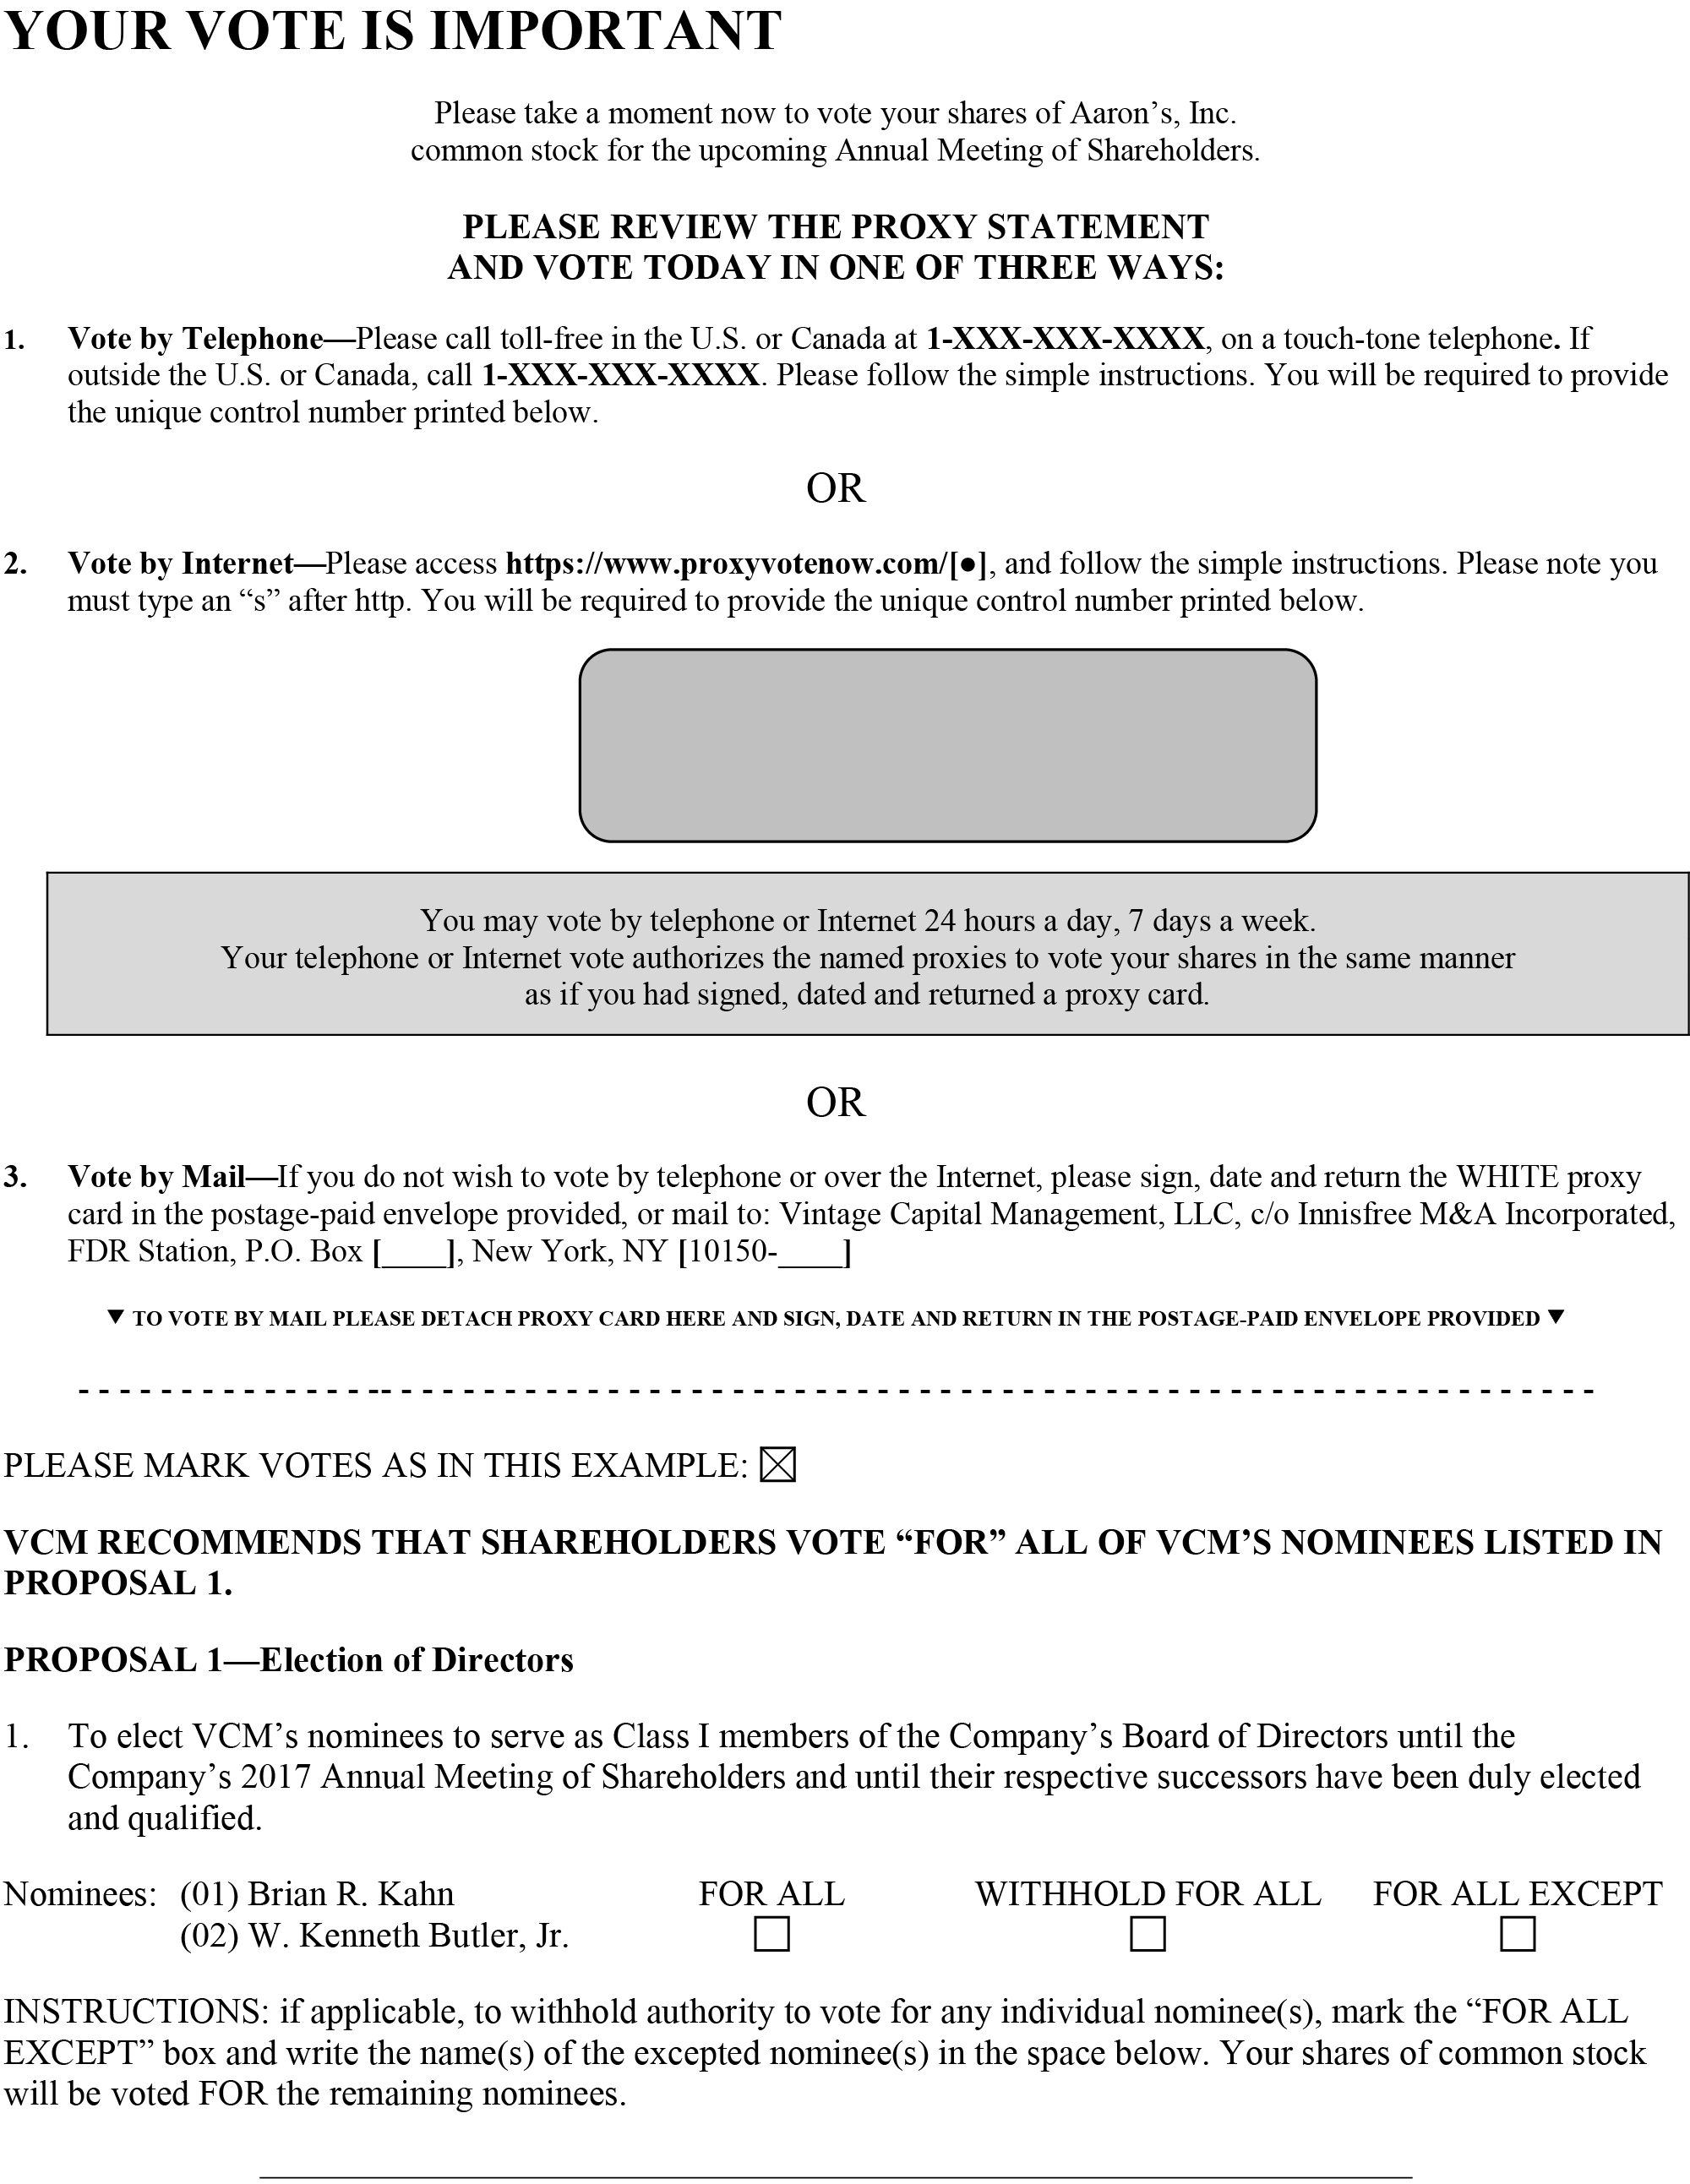 YOUR VOTE IS IMPORTANT
Please take a moment now to vote your shares of Aaron’s, Inc.
common stock for the upcoming Annual Meeting of Shareholders.
PLEASE REVIEW THE PROXY STATEMENT
AND VOTE TODAY IN ONE OF THREE WAYS:
1. Vote by Telephone—Please call toll-free in the U.S. or Canada at 1-XXX-XXX-XXXX, on a touch-tone telephone. If
outside the U.S. or Canada, call 1-XXX-XXX-XXXX. Please follow the simple instructions. You will be required to provide
the unique control number printed below.
OR
2. Vote by Internet—Please access https://www.proxyvotenow.com/[●], and follow the simple instructions. Please note you
must type an “s” after http. You will be required to provide the unique control number printed below.
You may vote by telephone or Internet 24 hours a day, 7 days a week.
Your telephone or Internet vote authorizes the named proxies to vote your shares in the same manner
as if you had signed, dated and returned a proxy card.
OR
3. Vote by Mail—If you do not wish to vote by telephone or over the Internet, please sign, date and return the WHITE proxy
card in the postage-paid envelope provided, or mail to: Vintage Capital Management, LLC, c/o Innisfree M&A Incorporated,
FDR Station, P.O. Box [____], New York, NY [10150-____]
▼ TO VOTE BY MAIL PLEASE DETACH PROXY CARD HERE AND SIGN, DATE AND RETURN IN THE POSTAGE-PAID ENVELOPE PROVIDED ▼
PLEASE MARK VOTES AS IN THIS EXAMPLE: ☒
VCM RECOMMENDS THAT SHAREHOLDERS VOTE “FOR” ALL OF VCM’S NOMINEES LISTED IN
PROPOSAL 1.
PROPOSAL 1—Election of Directors
1. To elect VCM’s nominees to serve as Class I members of the Company’s Board of Directors until the
Company’s 2017 Annual Meeting of Shareholders and until their respective successors have been duly elected
and qualified.
Nominees: (01) Brian R. Kahn FOR ALL WITHHOLD FOR ALL FOR ALL EXCEPT
(02) W. Kenneth Butler, Jr. ☐ ☐ ☐
INSTRUCTIONS: if applicable, to withhold authority to vote for any individual nominee(s), mark the “FOR ALL
EXCEPT” box and write the name(s) of the excepted nominee(s) in the space below. Your shares of common stock
will be voted FOR the remaining nominees.